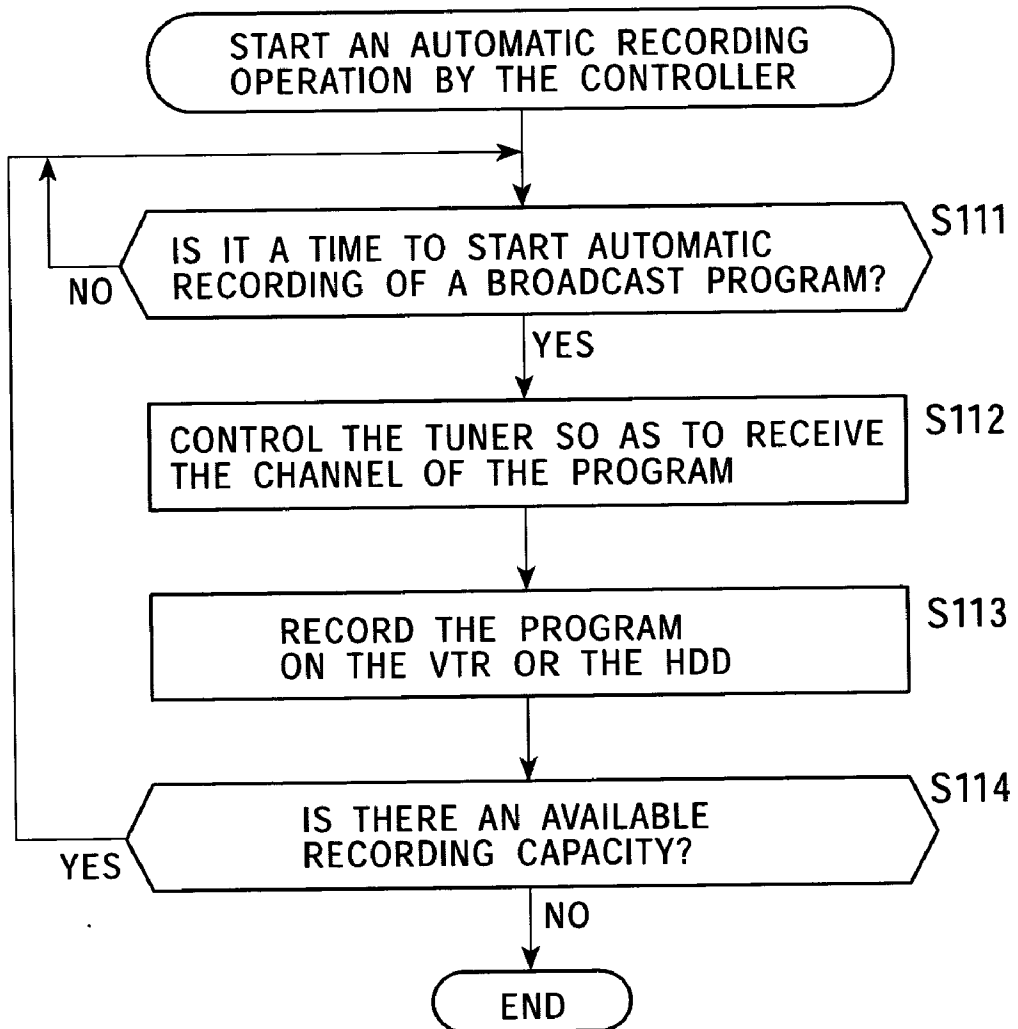 START AN AUTOMATIC RECORDING
OPERATION BY THE CONTROLLER
S111
IS IT A TIME TO START AUTOMATIC
RECORDING OF A BROADCAST PROGRAM?
NO
YES
S112
CONTROL THE TUNER SO AS TO RECEIVE
THE CHANNEL OF THE PROGRAM
S113
RECORD THE PROGRAM
ON THE VTR OR THE HDD
S114
IS THERE AN AVAILABLE
RECORDING CAPACITY?
YES
NO
END